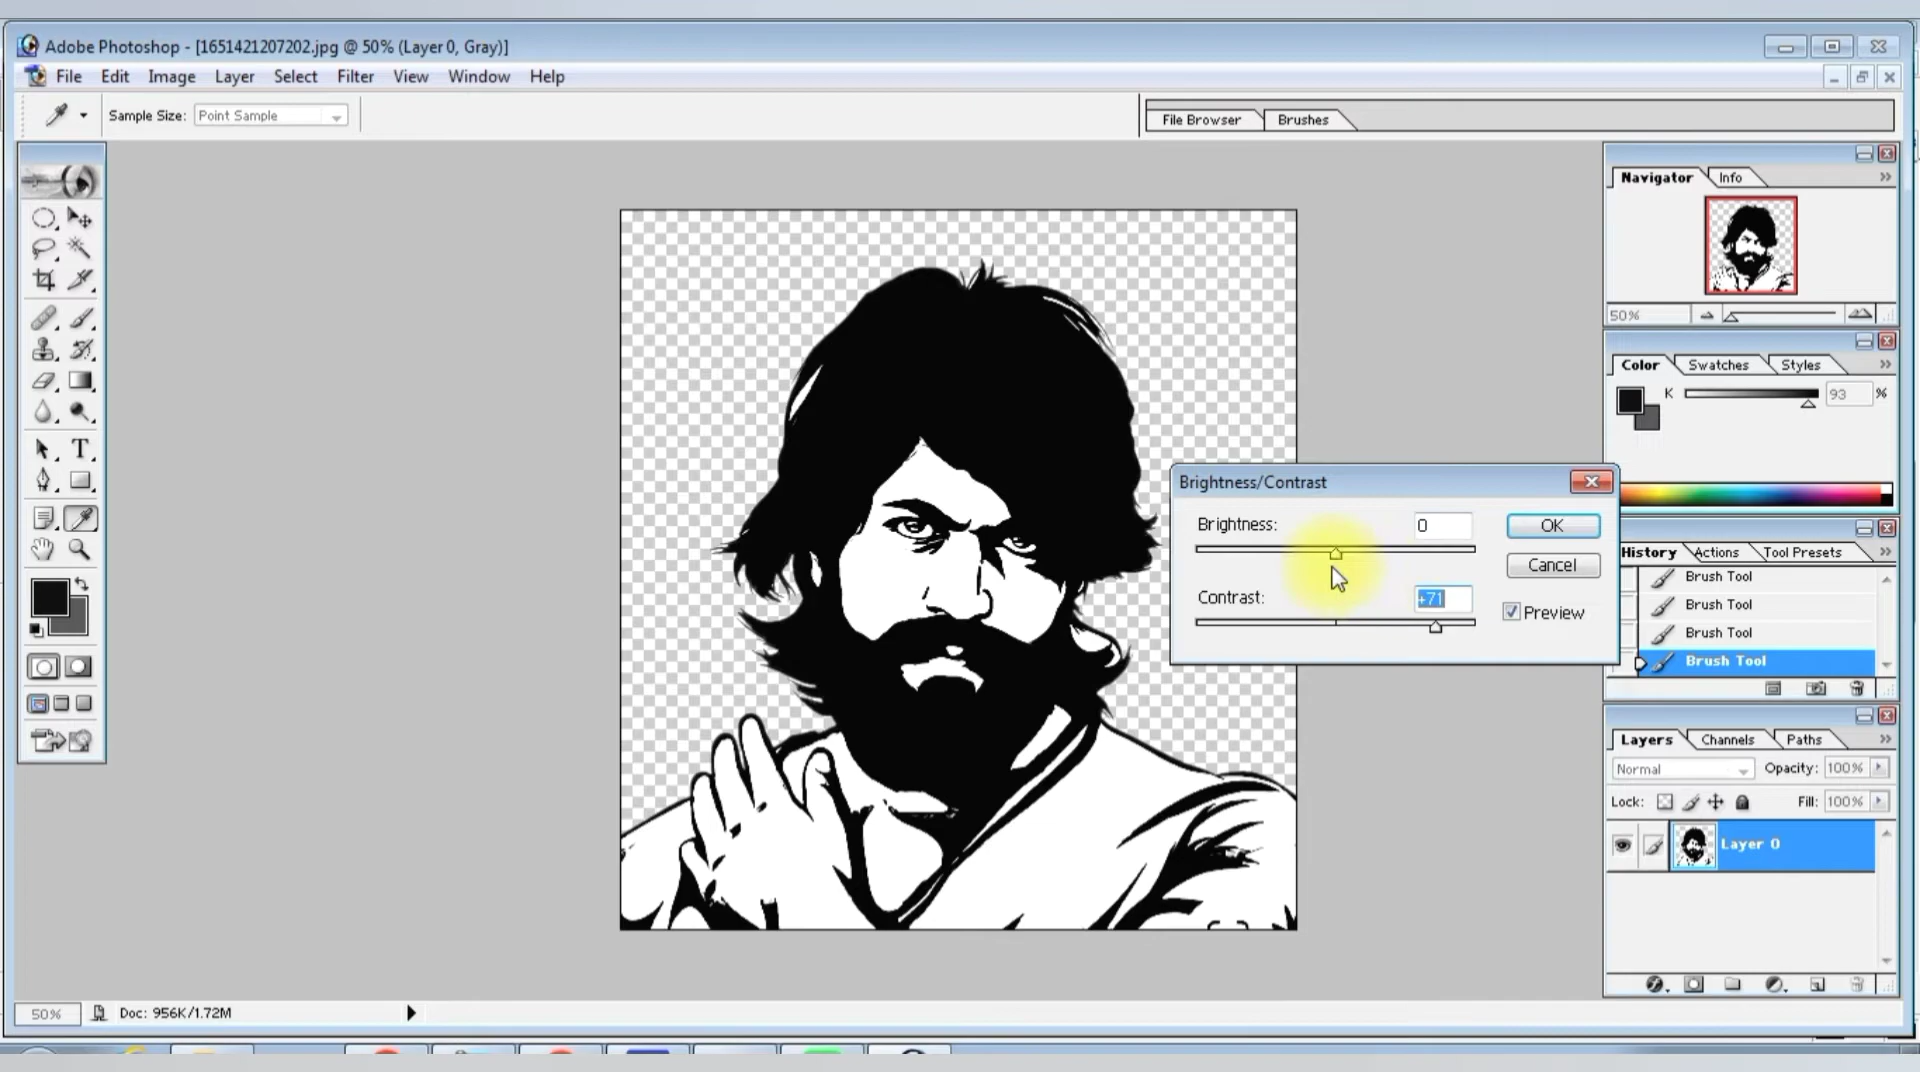 Adobe Photoshop - [1651421207202.jpg @ 50% (Layer 0, Gray)]
File Edit Image Layer Select Filter View Window Help
Sample Size: Point Sample
File Browser Brushes
Navigator Info
50%
Color Swatches Styles
K 93 %
Brightness/Contrast
Brightness: 0
OK
Cancel
Contrast: +71
Preview
History Actions Tool Presets
Brush Tool
Brush Tool
Brush Tool
Brush Tool
Layers Channels Paths
Normal Opacity: 100%
Lock: Fill: 100%
Layer 0
T
50% Doc: 956K/1.72M